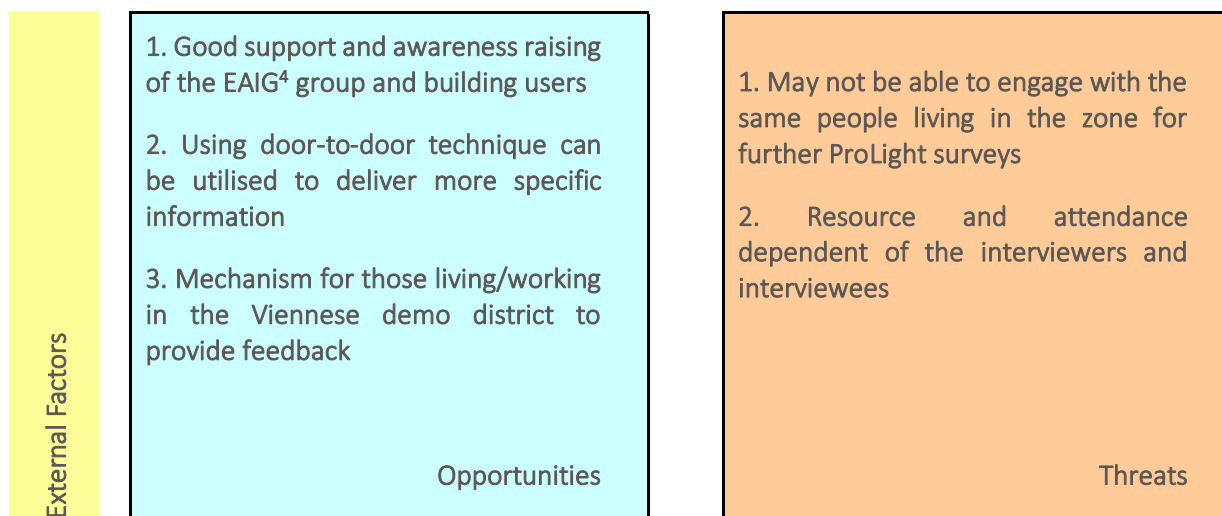 External Factors
1. Good support and awareness raising
of the EAIG⁴ group and building users
2. Using door-to-door technique can
be utilised to deliver more specific
information
3. Mechanism for those living/working
in the Viennese demo district to
provide feedback
Opportunities
1. May not be able to engage with the
same people living in the zone for
further ProLight surveys
2. Resource and attendance
dependent of the interviewers and
interviewees
Threats